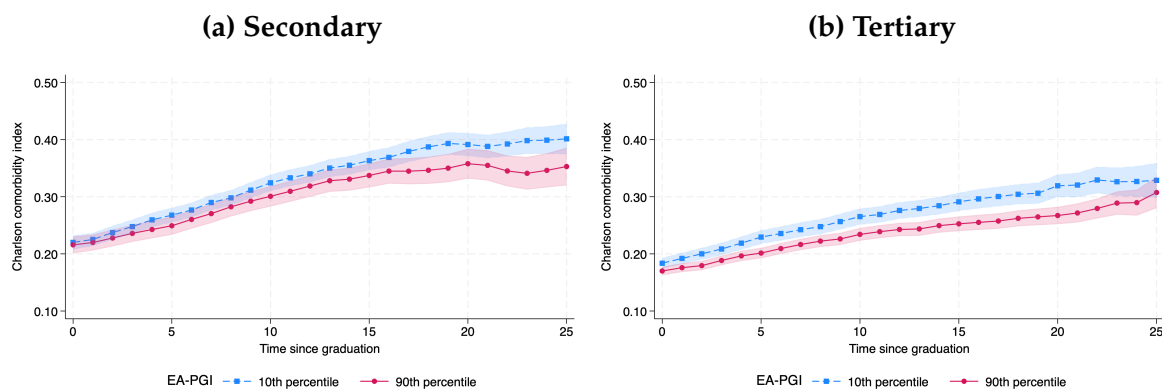 (a) Secondary
Charlson comorbidity index
0.50
0.40
0.30
0.20
0.10
0 5 10 15 20 25
Time since graduation
EA-PGI 10th percentile 90th percentile
(b) Tertiary
Charlson comorbidity index
0.50
0.40
0.30
0.20
0.10
0 5 10 15 20 25
Time since graduation
EA-PGI 10th percentile 90th percentile